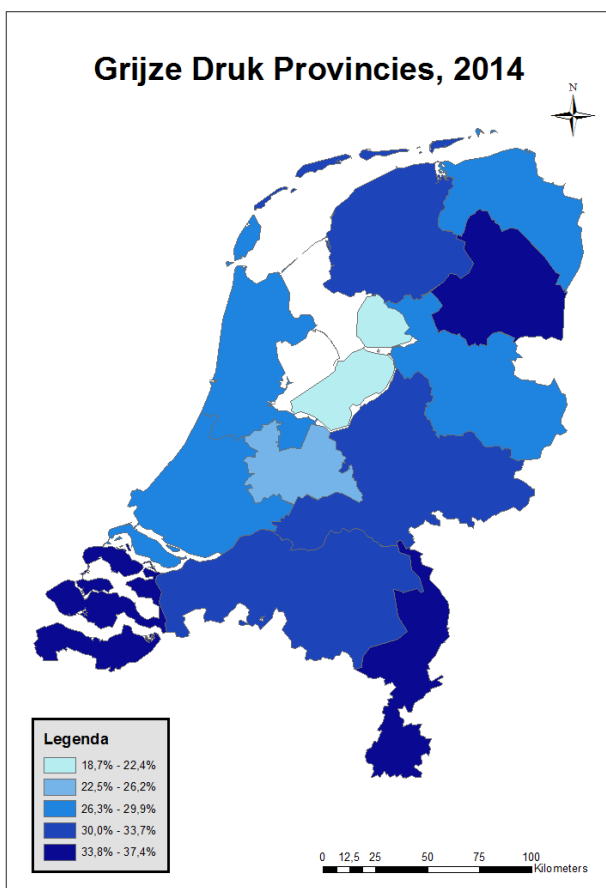 Grijze Druk Provincies, 2014
N
Legenda
18,7% - 22,4%
22,5% - 26,2%
26,3% - 29,9%
30,0% - 33,7%
33,8% - 37,4%
0 12,5 25 50 75 100
Kilometers